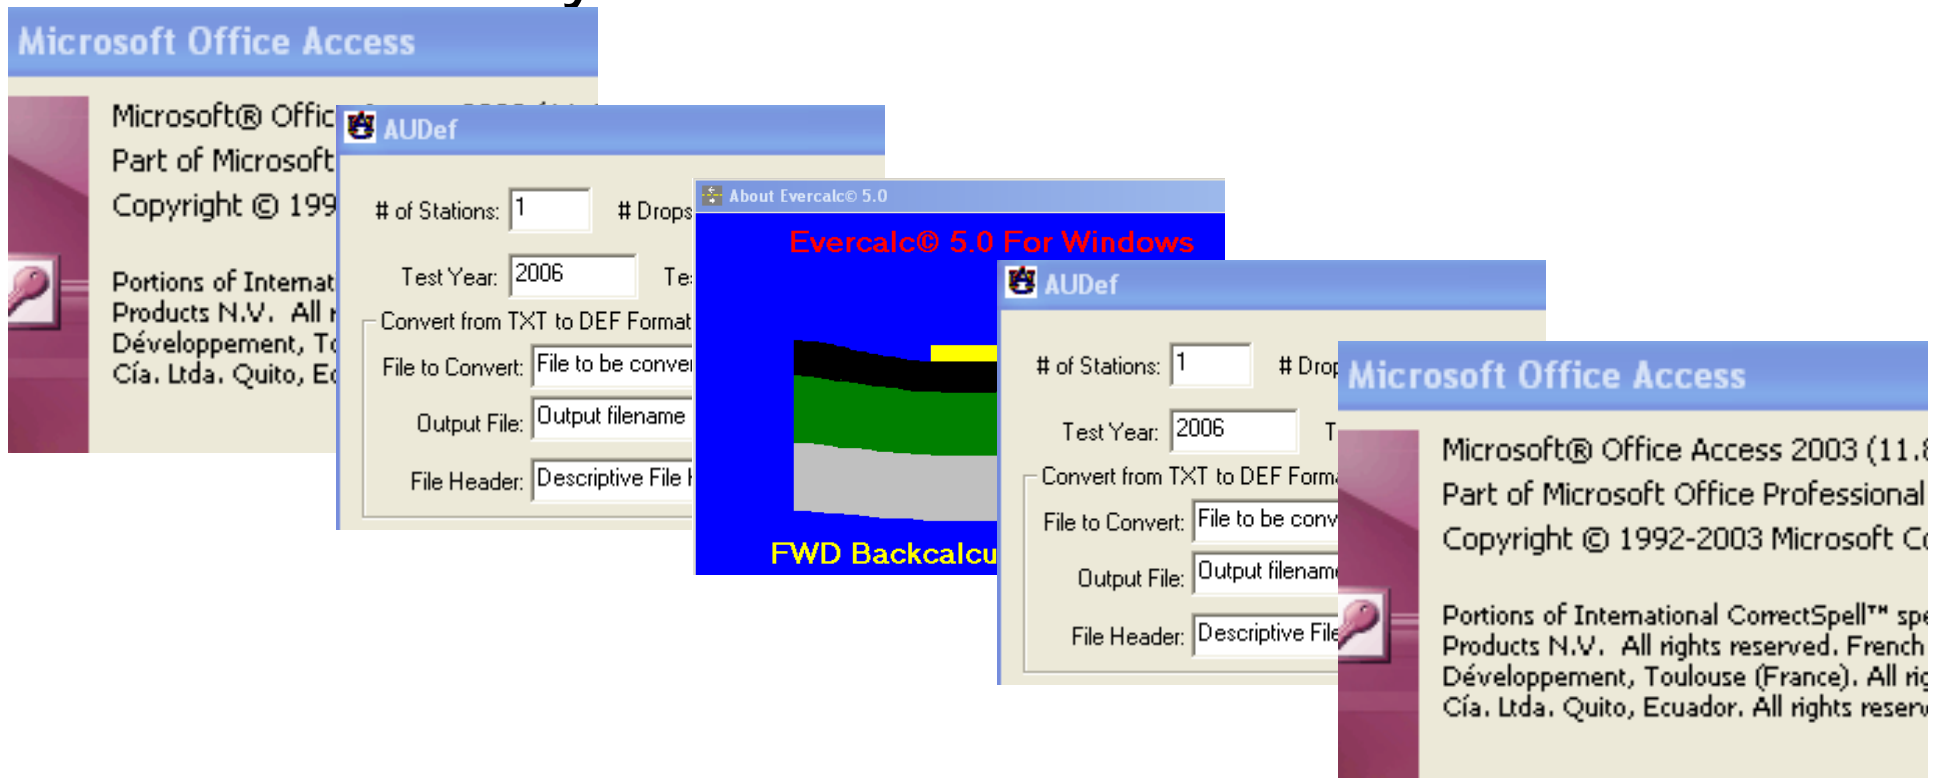 Microsoft Office Access
Microsoft® Offic
Part of Microsoft
Copyright © 199
Portions of Internat
Products N.V. All
Développement,
Cía. Ltda. Quito,
AUDef
# of Stations: 1 # Drops
Test Year: 2006
Convert from TXT to DEF Format
File to Convert: File to be conver
Output File: Output filename
File Header: Descriptive File
About Evercalc© 5.0
Evercalc© 5.0 For Windows
FWD Backcalcu
AUDef
# of Stations: 1 # Drop
Test Year: 2006
Convert from TXT to DEF Forma
File to Convert: File to be conv
Output File: Output filename
File Header: Descriptive File
Microsoft Office Access
Microsoft® Office Access 2003 (11.8
Part of Microsoft Office Professional
Copyright © 1992-2003 Microsoft Co
Portions of International CorrectSpell™ spe
Products N.V. All rights reserved. French
Développement, Toulouse (France). All rig
Cía. Ltda. Quito, Ecuador. All rights reserv